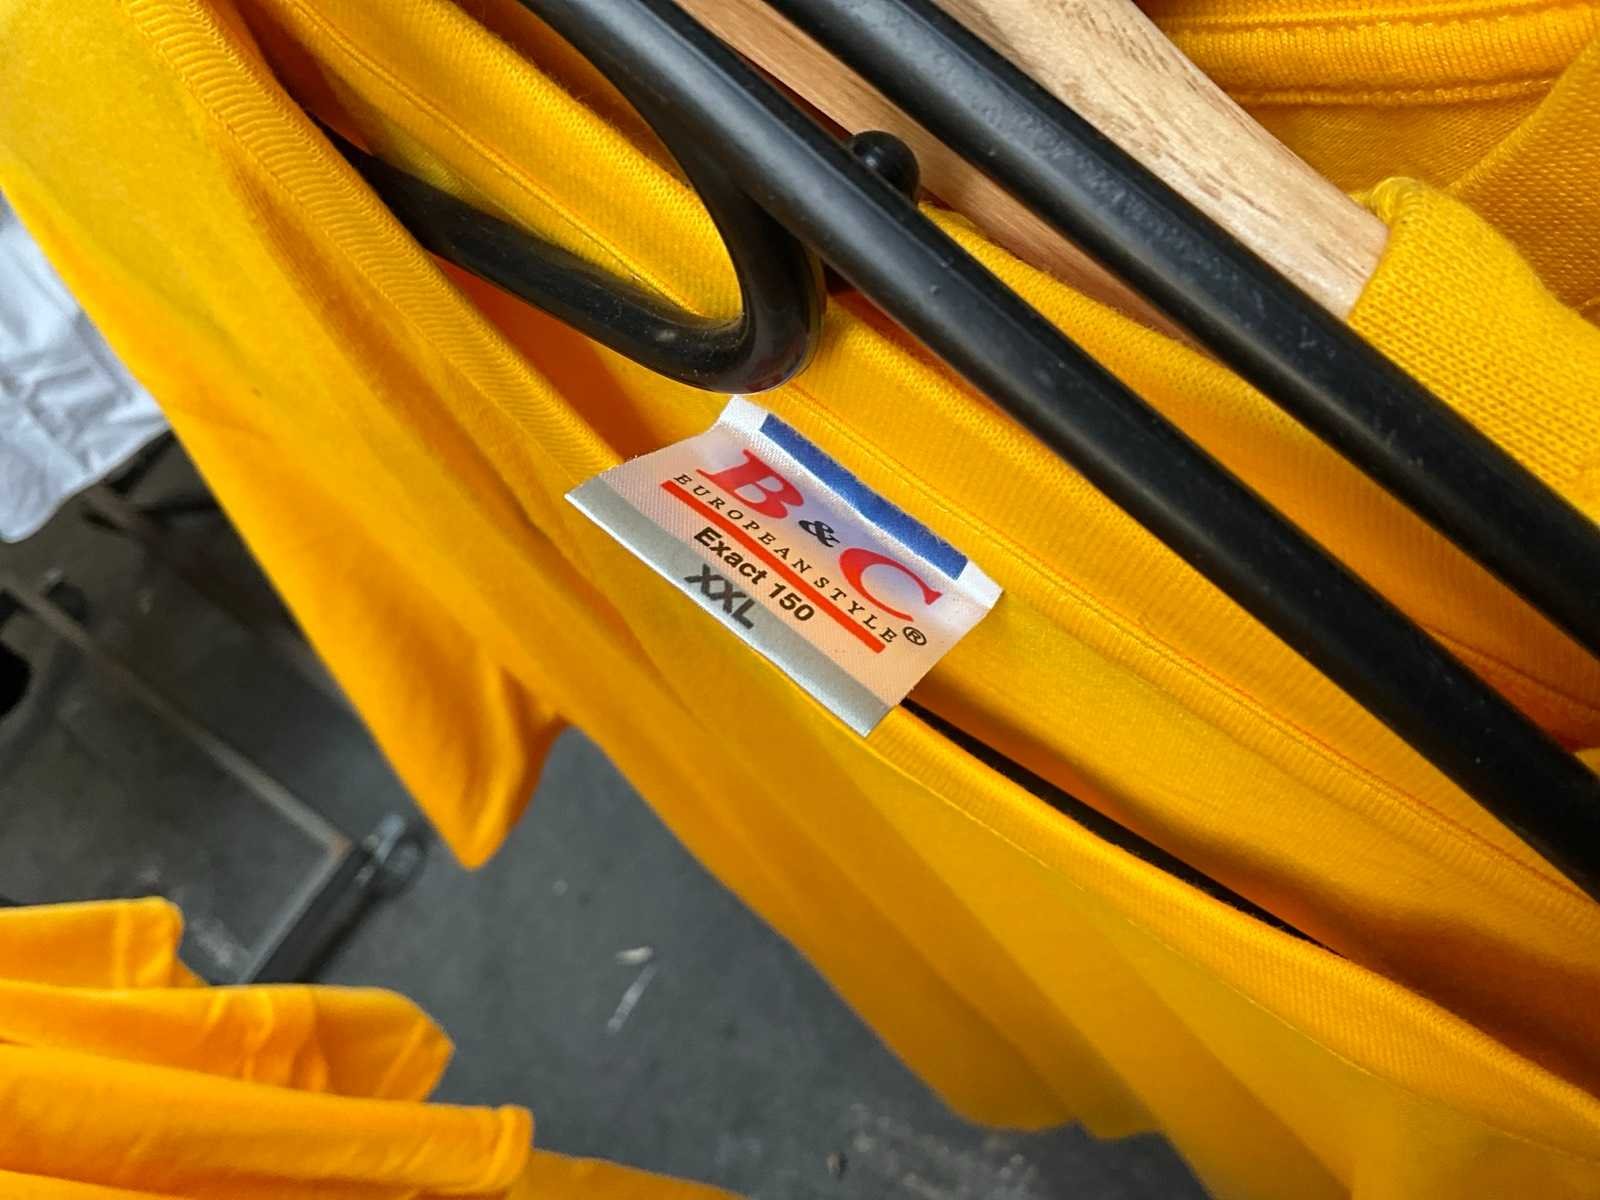 B&C
EUROPEAN STYLE®
Exact 150
XXL